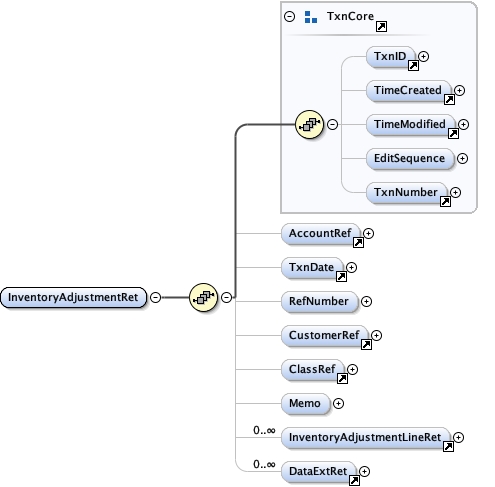 TxnCore
TxnID
TimeCreated
TimeModified
EditSequence
TxnNumber
AccountRef
TxnDate
InventoryAdjustmentRet
RefNumber
CustomerRef
ClassRef
Memo
0..∞
InventoryAdjustmentLineRet
0..∞
DataExtRet